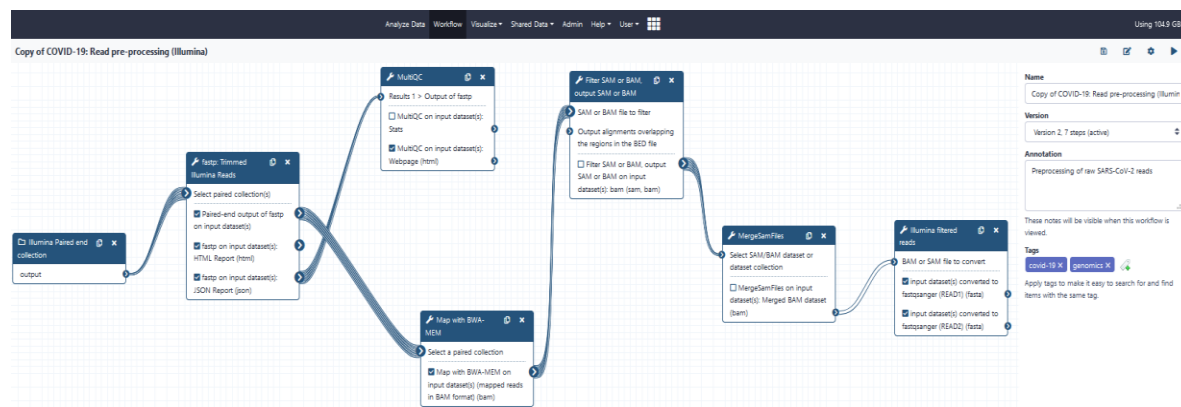 Analyze Data Workflow Visualize Shared Data Admin Help User
Using 104.9 GB
Copy of COVID-19: Read pre-processing (Illumina)
Illumina Paired end
collection
output
fastp: Trimmed
Illumina Reads
Select paired collection(s)
Paired-end output of fastp
on input dataset(s)
fastp on input dataset(s):
HTML Report (html)
fastp on input dataset(s):
JSON Report (json)
MultiQC
Results 1 > Output of fastp
MultiQC on input dataset(s):
Stats
MultiQC on input dataset(s):
Webpage (html)
Map with BWA-
MEM
Select a paired collection
Map with BWA-MEM on
input dataset(s) (mapped reads
in BAM format) (bam)
Filter SAM or BAM,
output SAM or BAM
SAM or BAM file to filter
Output alignments overlapping
the regions in the BED file
Filter SAM or BAM, output
SAM or BAM on input
dataset(s): bam (sam, bam)
MergeSamFiles
Select SAM/BAM dataset or
dataset collection
MergeSamFiles on input
dataset(s): Merged BAM dataset
(bam)
Illumina filtered
reads
BAM or SAM file to convert
input dataset(s) converted to
fastqsanger (READ1) (fasta)
input dataset(s) converted to
fastqsanger (READ2) (fasta)
Name
Copy of COVID-19: Read pre-processing (Illumin
Version
Version 2, 7 steps (active)
Annotation
Preprocessing of raw SARS-CoV-2 reads
These notes will be visible when this workflow is
viewed.
Tags
covid-19 × genomics ×
Apply tags to make it easy to search for and find
items with the same tag.